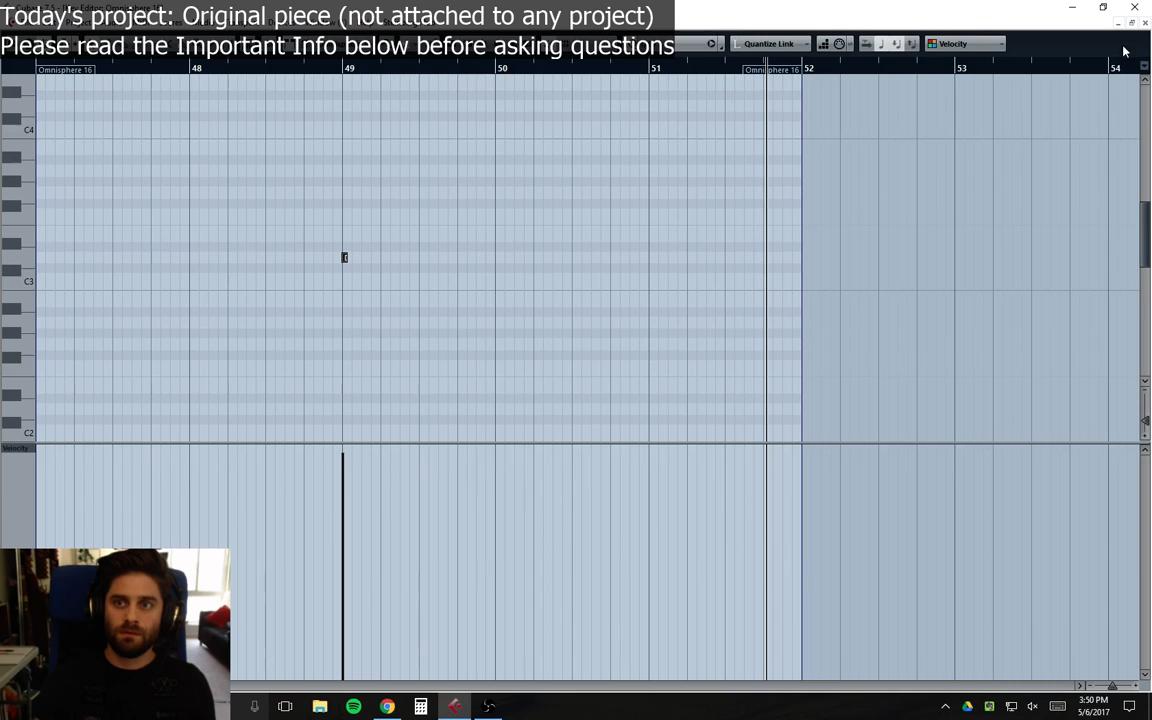 Today's project: Original piece (not attached to any project)
Please read the Important Info below before asking questions
Quantize Link
Velocity
Omnisphere 16
48
49
50
51
Omnisphere 16
52
53
54
C4
C3
C2
Velocity
3:50 PM
5/6/2017